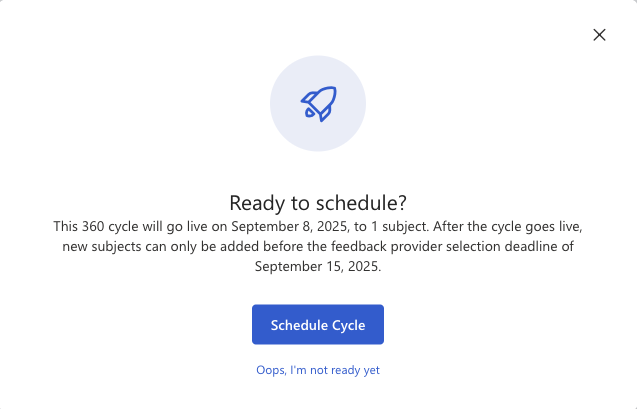 Ready to schedule?
This 360 cycle will go live on September 8, 2025, to 1 subject. After the cycle goes live,
new subjects can only be added before the feedback provider selection deadline of
September 15, 2025.
Schedule Cycle
Oops, I'm not ready yet